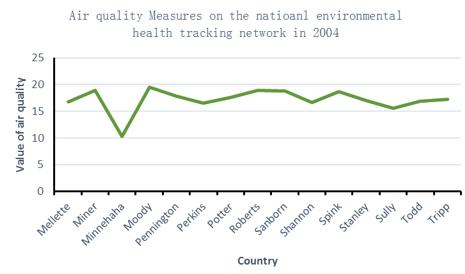 Air quality Measures on the natioanl environmental
health tracking network in 2004
25
20
15
10
5
0
Value of air quality
Mellette
Miner
Minnehaha
Moody
Pennington
Perkins
Potter
Roberts
Sanborn
Shannon
Spink
Stanley
Sully
Todd
Tripp
Country